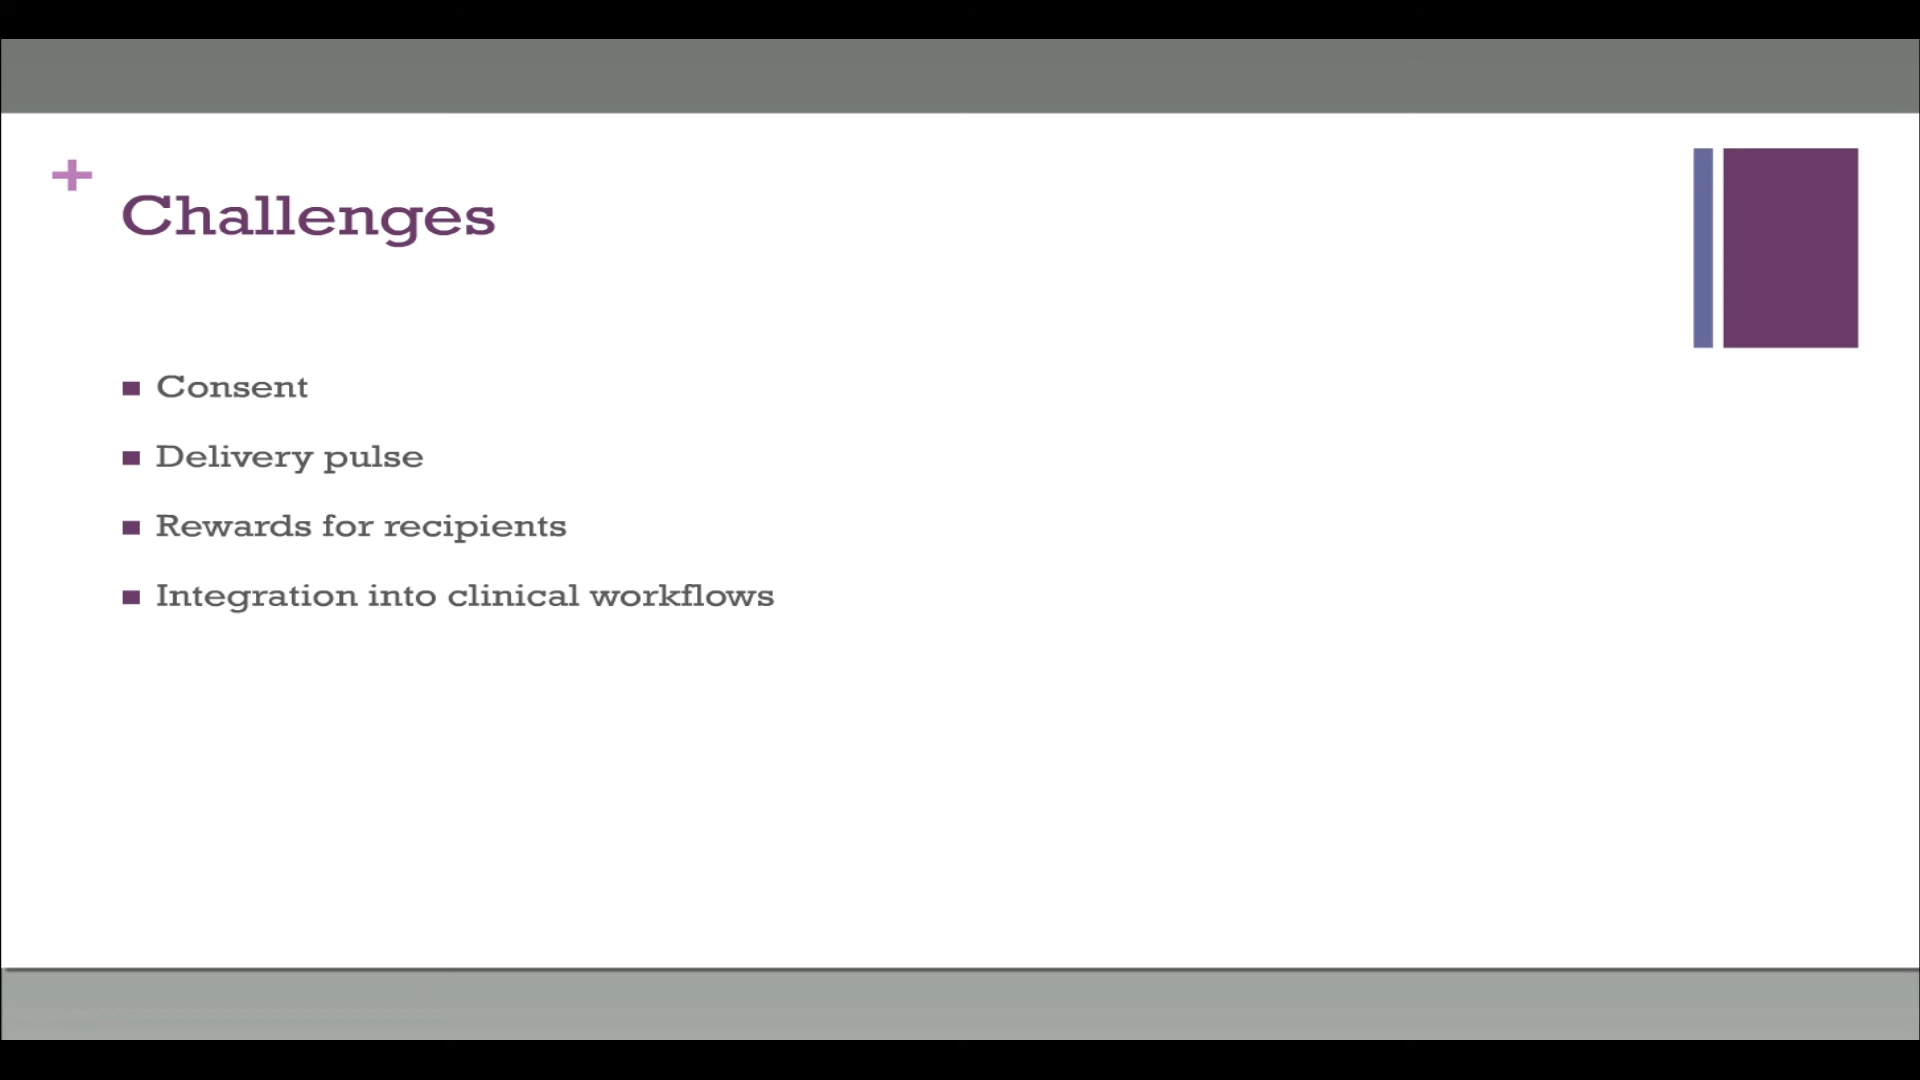 +
Challenges
Consent
Delivery pulse
Rewards for recipients
Integration into clinical workflows